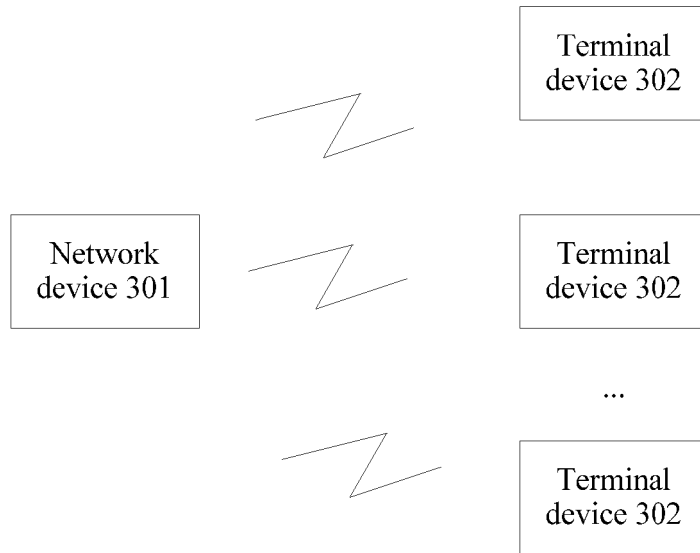 Terminal
device 302
Network
device 301
Terminal
device 302
...
Terminal
device 302